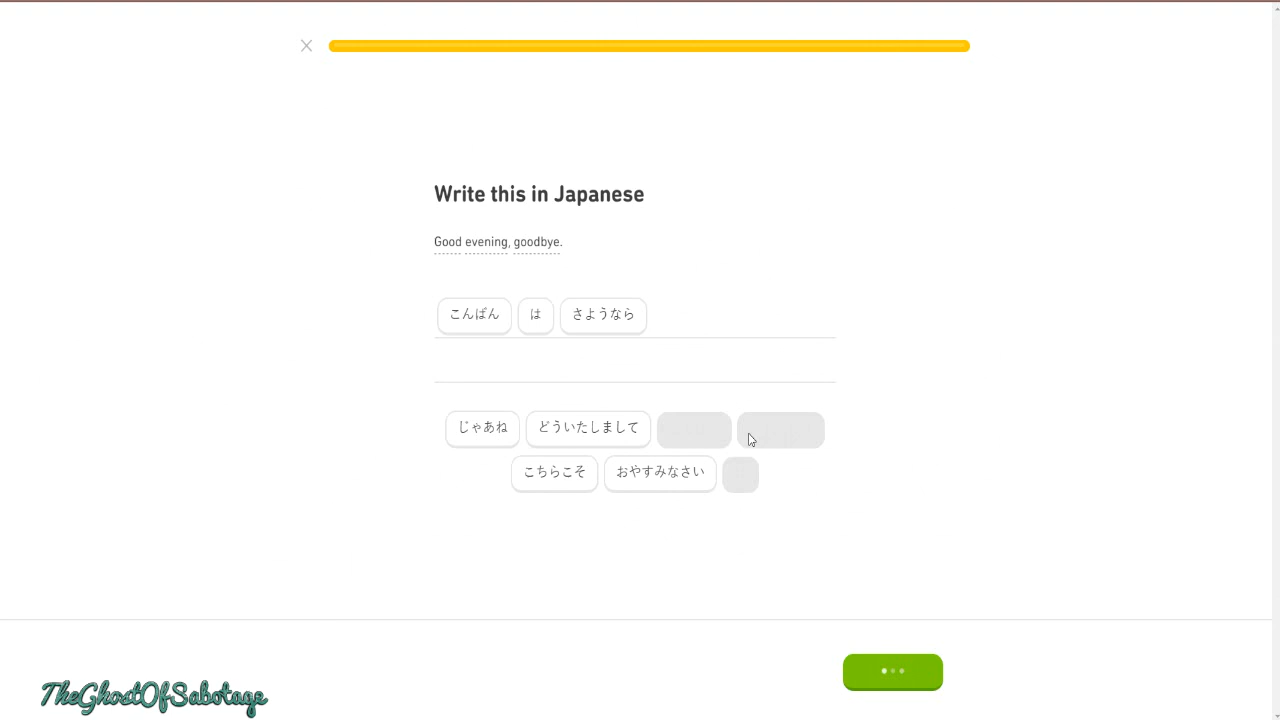 Write this in Japanese
Good evening, goodbye.
こんばん は さようなら
じゃあね どういたしまして
こちらこそ おやすみなさい
TheGhostOfSabotage